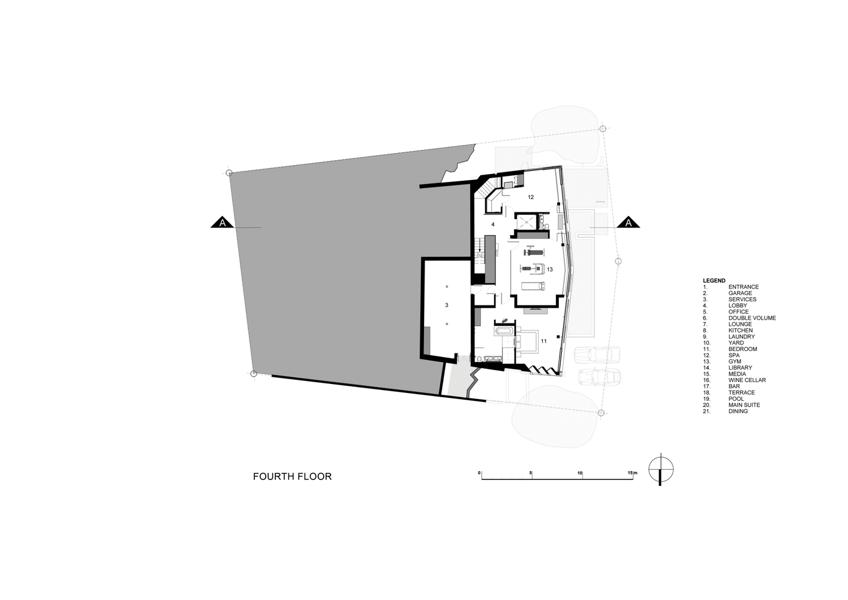 A
A
12
4
13
3
11
LEGEND
1. ENTRANCE
2. GARAGE
3. SERVICES
4. LOBBY
5. OFFICE
6. DOUBLE VOLUME
7. LOUNGE
8. KITCHEN
9. LAUNDRY
10. YARD
11. BEDROOM
12. SPA
13. GYM
14. LIBRARY
15. MEDIA
16. WINE CELLAR
17. BAR
18. TERRACE
19. POOL
20. MAIN SUITE
21. DINING
FOURTH FLOOR
0 5 10 15 m